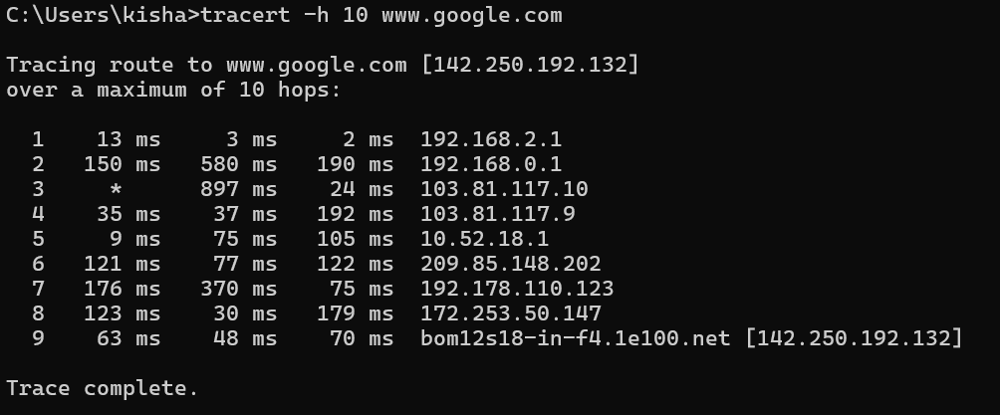 C:\Users\kisha>tracert -h 10 www.google.com
Tracing route to www.google.com [142.250.192.132]
over a maximum of 10 hops:
1 13 ms 3 ms 2 ms 192.168.2.1
2 150 ms 580 ms 190 ms 192.168.0.1
3 * 897 ms 24 ms 103.81.117.10
4 35 ms 37 ms 192 ms 103.81.117.9
5 9 ms 75 ms 105 ms 10.52.18.1
6 121 ms 77 ms 122 ms 209.85.148.202
7 176 ms 370 ms 75 ms 192.178.110.123
8 123 ms 30 ms 179 ms 172.253.50.147
9 63 ms 48 ms 70 ms bom12s18-in-f4.1e100.net [142.250.192.132]
Trace complete.